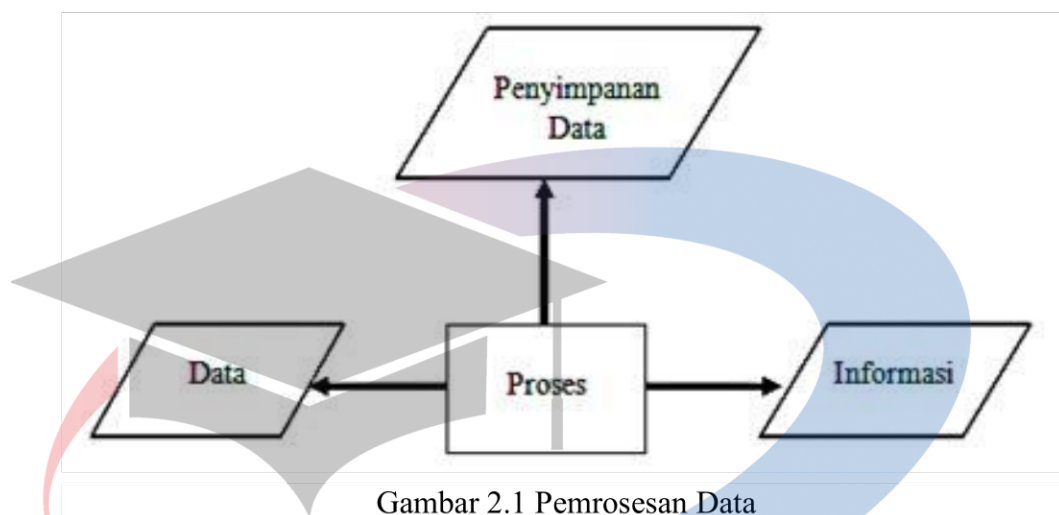 Penyimpanan
Data
Data
Proses
Informasi
Gambar 2.1 Pemrosesan Data